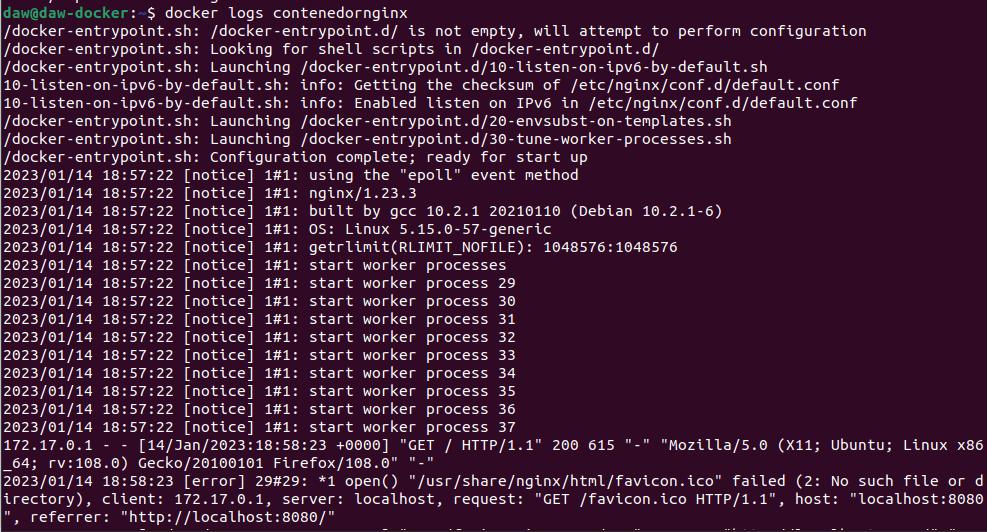 daw@daw-docker:~$ docker logs contenedornginx
/docker-entrypoint.sh: /docker-entrypoint.d/ is not empty, will attempt to perform configuration
/docker-entrypoint.sh: Looking for shell scripts in /docker-entrypoint.d/
/docker-entrypoint.sh: Launching /docker-entrypoint.d/10-listen-on-ipv6-by-default.sh
10-listen-on-ipv6-by-default.sh: info: Getting the checksum of /etc/nginx/conf.d/default.conf
10-listen-on-ipv6-by-default.sh: info: Enabled listen on IPv6 in /etc/nginx/conf.d/default.conf
/docker-entrypoint.sh: Launching /docker-entrypoint.d/20-envsubst-on-templates.sh
/docker-entrypoint.sh: Launching /docker-entrypoint.d/30-tune-worker-processes.sh
/docker-entrypoint.sh: Configuration complete; ready for start up
2023/01/14 18:57:22 [notice] 1#1: using the "epoll" event method
2023/01/14 18:57:22 [notice] 1#1: nginx/1.23.3
2023/01/14 18:57:22 [notice] 1#1: built by gcc 10.2.1 20210110 (Debian 10.2.1-6)
2023/01/14 18:57:22 [notice] 1#1: OS: Linux 5.15.0-57-generic
2023/01/14 18:57:22 [notice] 1#1: getrlimit(RLIMIT_NOFILE): 1048576:1048576
2023/01/14 18:57:22 [notice] 1#1: start worker processes
2023/01/14 18:57:22 [notice] 1#1: start worker process 29
2023/01/14 18:57:22 [notice] 1#1: start worker process 30
2023/01/14 18:57:22 [notice] 1#1: start worker process 31
2023/01/14 18:57:22 [notice] 1#1: start worker process 32
2023/01/14 18:57:22 [notice] 1#1: start worker process 33
2023/01/14 18:57:22 [notice] 1#1: start worker process 34
2023/01/14 18:57:22 [notice] 1#1: start worker process 35
2023/01/14 18:57:22 [notice] 1#1: start worker process 36
2023/01/14 18:57:22 [notice] 1#1: start worker process 37
172.17.0.1 - - [14/Jan/2023:18:58:23 +0000] "GET / HTTP/1.1" 200 615 "-" "Mozilla/5.0 (X11; Ubuntu; Linux x86
_64; rv:108.0) Gecko/20100101 Firefox/108.0" "-"
2023/01/14 18:58:23 [error] 29#29: *1 open() "/usr/share/nginx/html/favicon.ico" failed (2: No such file or d
irectory), client: 172.17.0.1, server: localhost, request: "GET /favicon.ico HTTP/1.1", host: "localhost:8080
", referrer: "http://localhost:8080/"